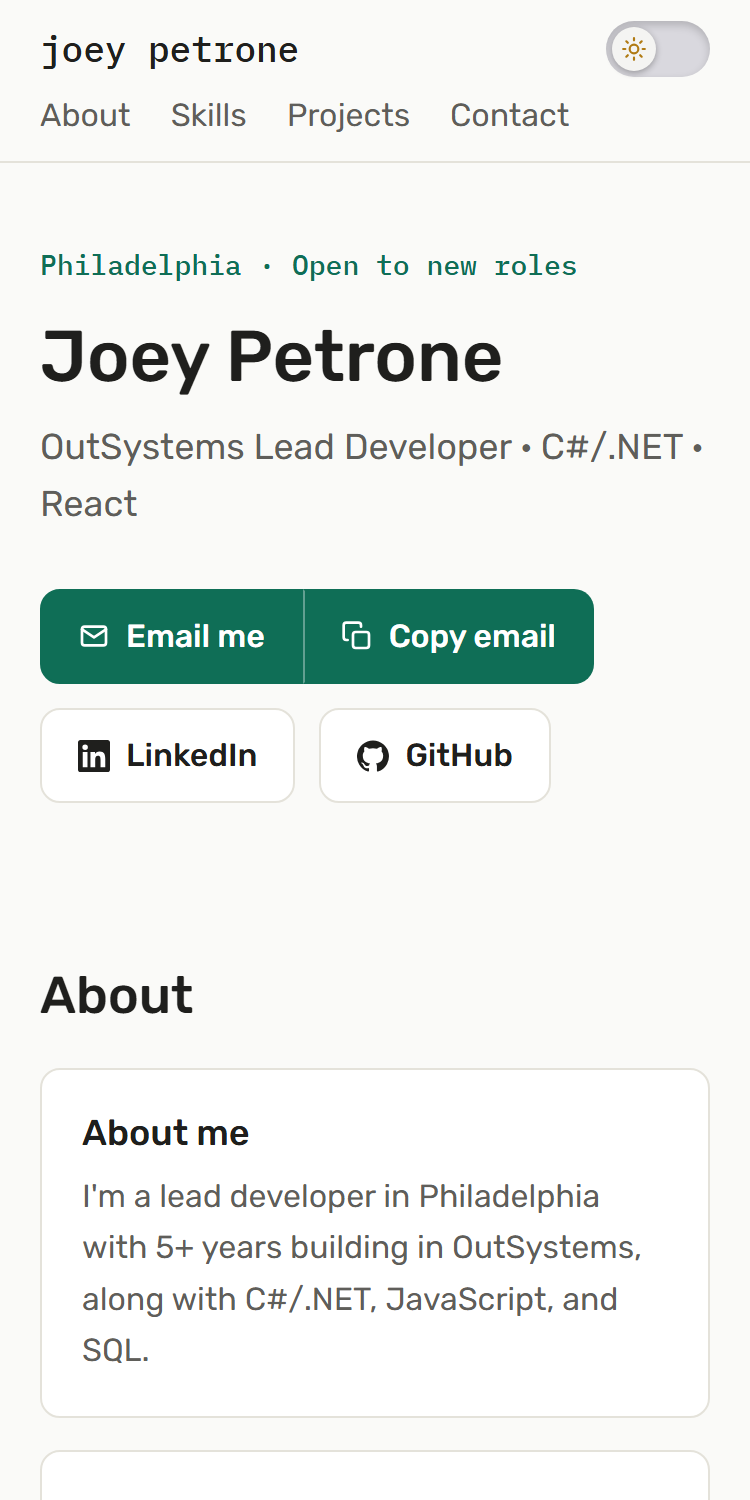 joey petrone
About Skills Projects Contact
Philadelphia · Open to new roles
Joey Petrone
OutSystems Lead Developer • C#/.NET •
React
Email me Copy email
LinkedIn GitHub
About
About me
I'm a lead developer in Philadelphia
with 5+ years building in OutSystems,
along with C#/.NET, JavaScript, and
SQL.